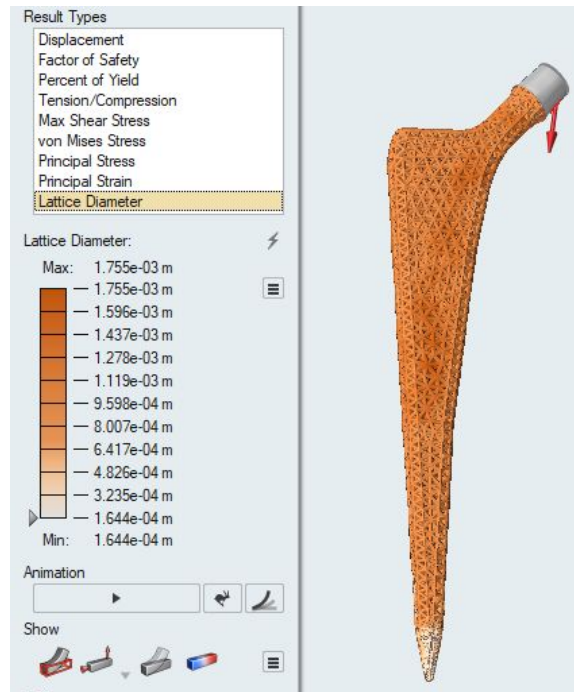 Result Types
Displacement
Factor of Safety
Percent of Yield
Tension/Compression
Max Shear Stress
von Mises Stress
Principal Stress
Principal Strain
Lattice Diameter
Lattice Diameter:
Max: 1.755e-03 m
1.755e-03 m
1.596e-03 m
1.437e-03 m
1.278e-03 m
1.119e-03 m
9.598e-04 m
8.007e-04 m
6.417e-04 m
4.826e-04 m
3.235e-04 m
1.644e-04 m
Min: 1.644e-04 m
Animation
Show